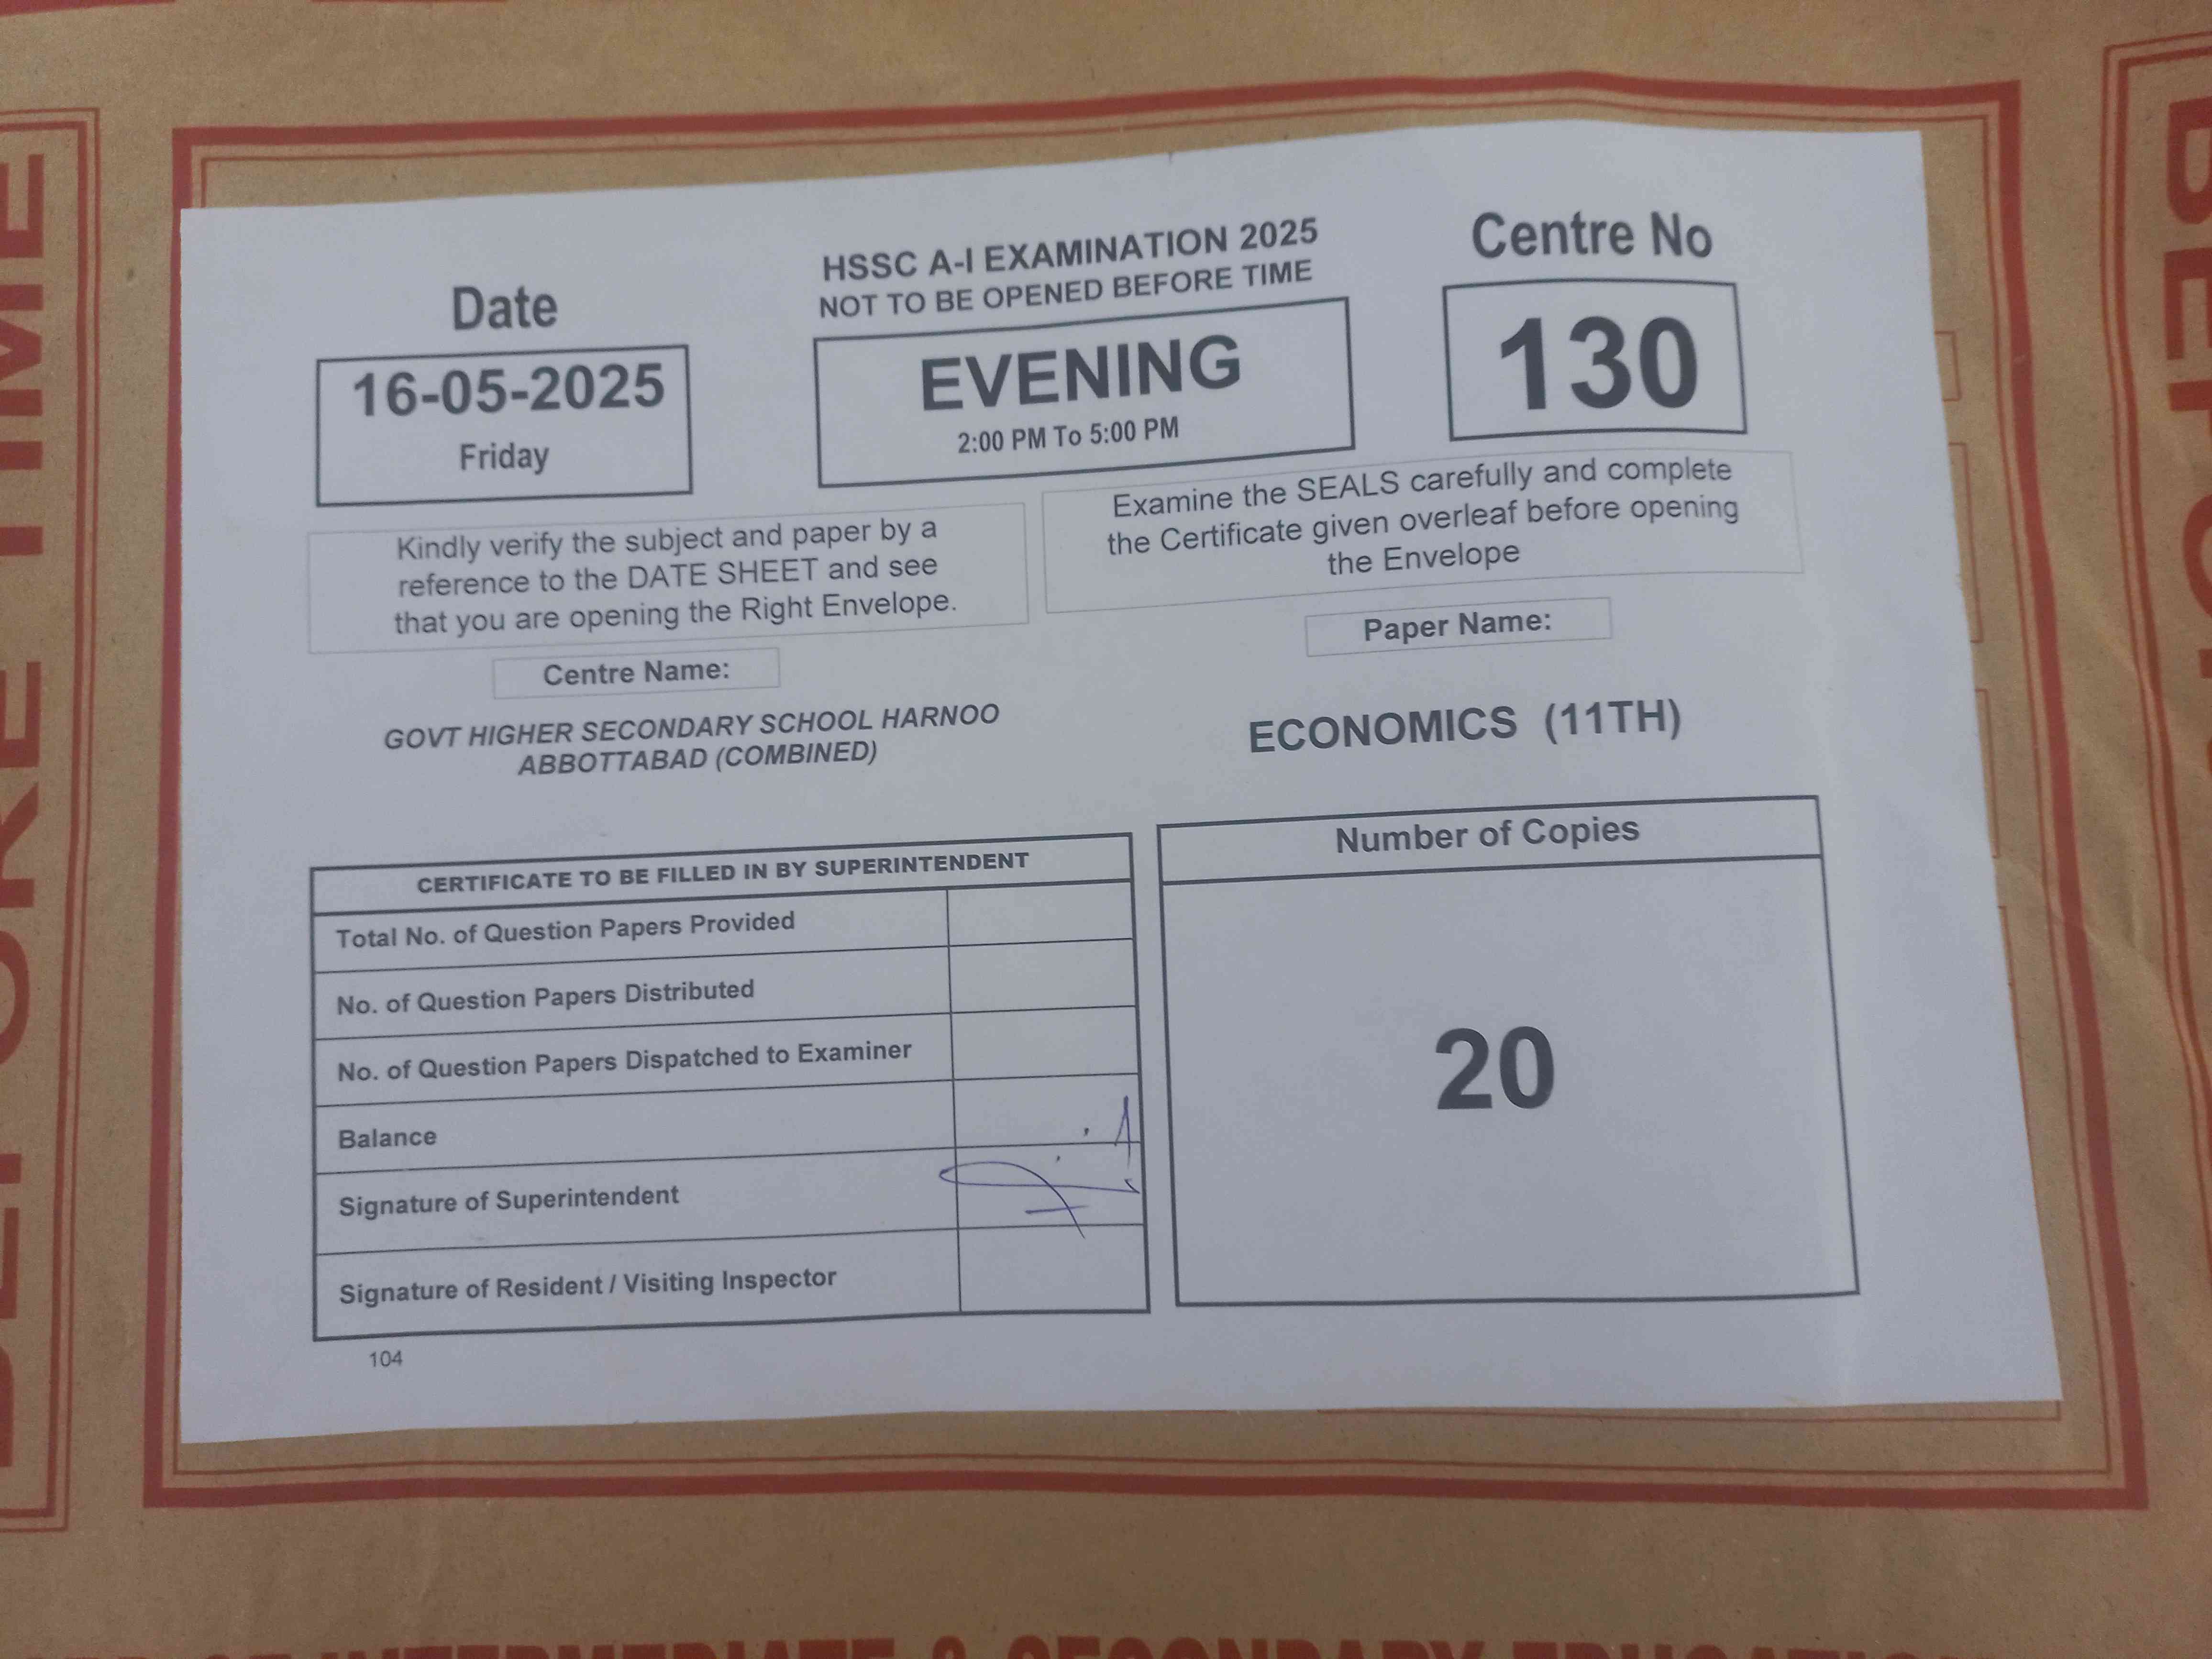 Date
16-05-2025
Friday
HSSC A-I EXAMINATION 2025
NOT TO BE OPENED BEFORE TIME
EVENING
2:00 PM To 5:00 PM
Centre No
130
Kindly verify the subject and paper by a
reference to the DATE SHEET and see
that you are opening the Right Envelope.
Examine the SEALS carefully and complete
the Certificate given overleaf before opening
the Envelope
Centre Name:
GOVT HIGHER SECONDARY SCHOOL HARNOO
ABBOTTABAD (COMBINED)
Paper Name:
ECONOMICS (11TH)
CERTIFICATE TO BE FILLED IN BY SUPERINTENDENT
Total No. of Question Papers Provided
No. of Question Papers Distributed
No. of Question Papers Dispatched to Examiner
Balance
Signature of Superintendent
Signature of Resident / Visiting Inspector
104
Number of Copies
20
BEFORE TIME
INTERMEDIATE & SECONDARY